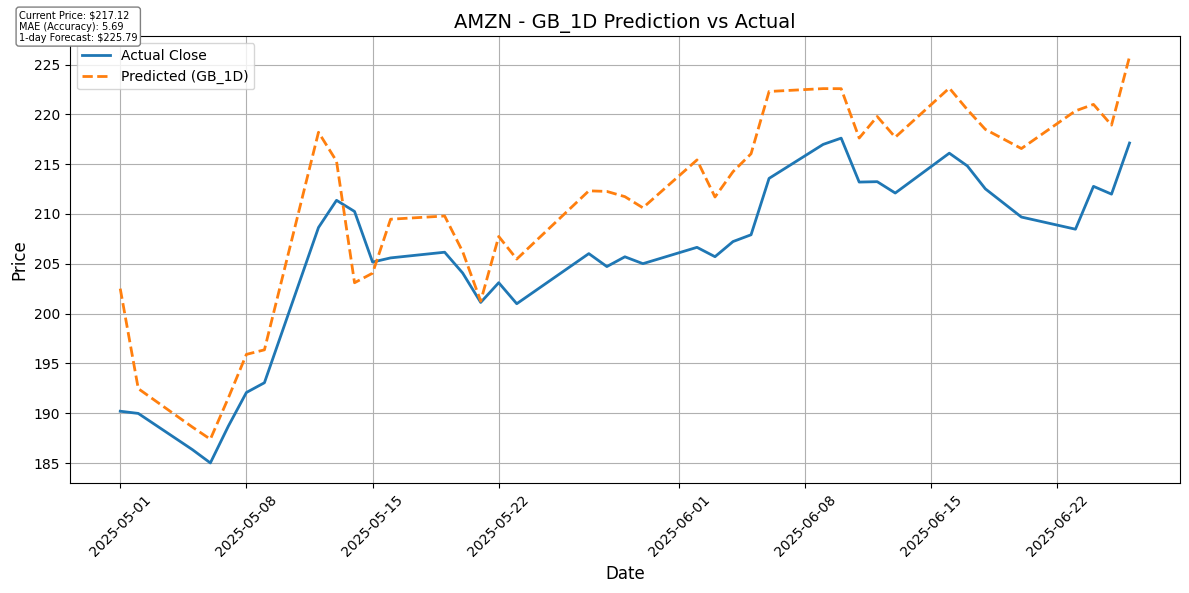 Current Price: $217.12
MAE (Accuracy): 5.69
1-day Forecast: $225.79
AMZN - GB_1D Prediction vs Actual
Actual Close
Predicted (GB_1D)
Price
225
220
215
210
205
200
195
190
185
2025-05-01
2025-05-08
2025-05-15
2025-05-22
2025-06-01
2025-06-08
2025-06-15
2025-06-22
Date